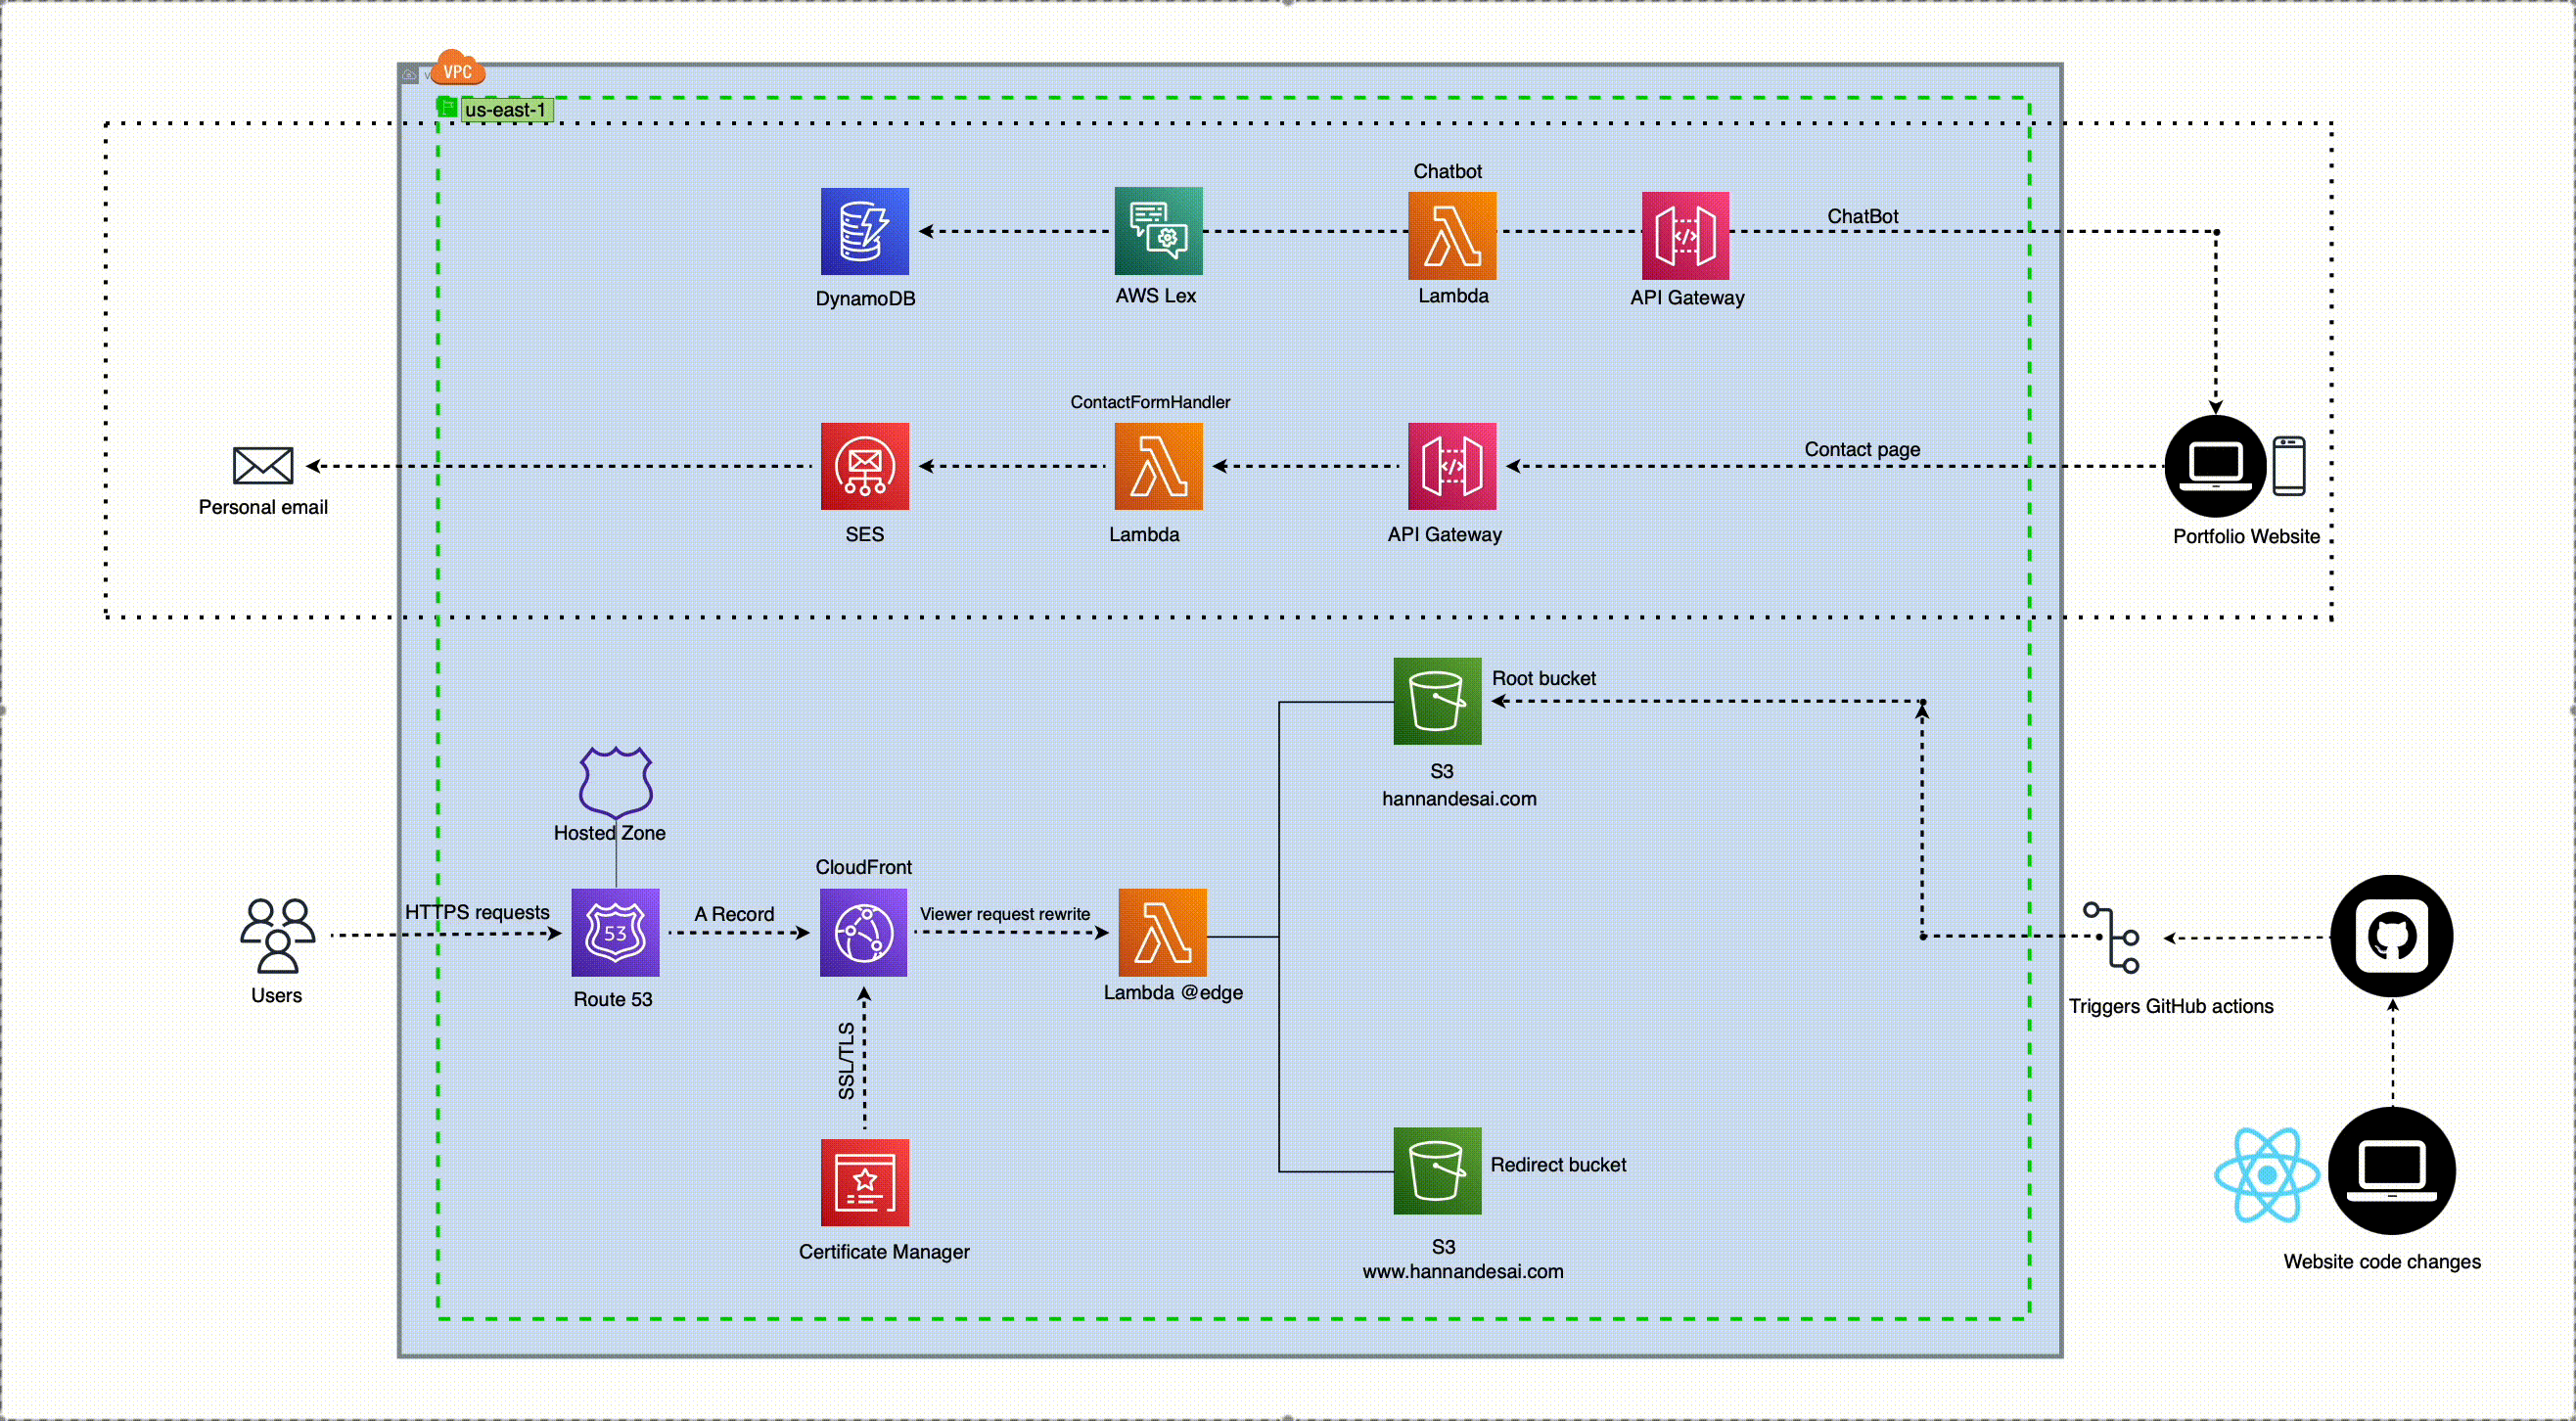 VPC
us-east-1
Chatbot
ChatBot
DynamoDB
AWS Lex
Lambda
API Gateway
ContactFormHandler
Contact page
Personal email
SES
Lambda
API Gateway
Portfolio Website
Root bucket
S3
hannandesai.com
Hosted Zone
CloudFront
HTTPS requests
A Record
Viewer request rewrite
53
Users
Route 53
Lambda @edge
Triggers GitHub actions
SSL/TLS
Redirect bucket
Certificate Manager
S3
www.hannandesai.com
Website code changes